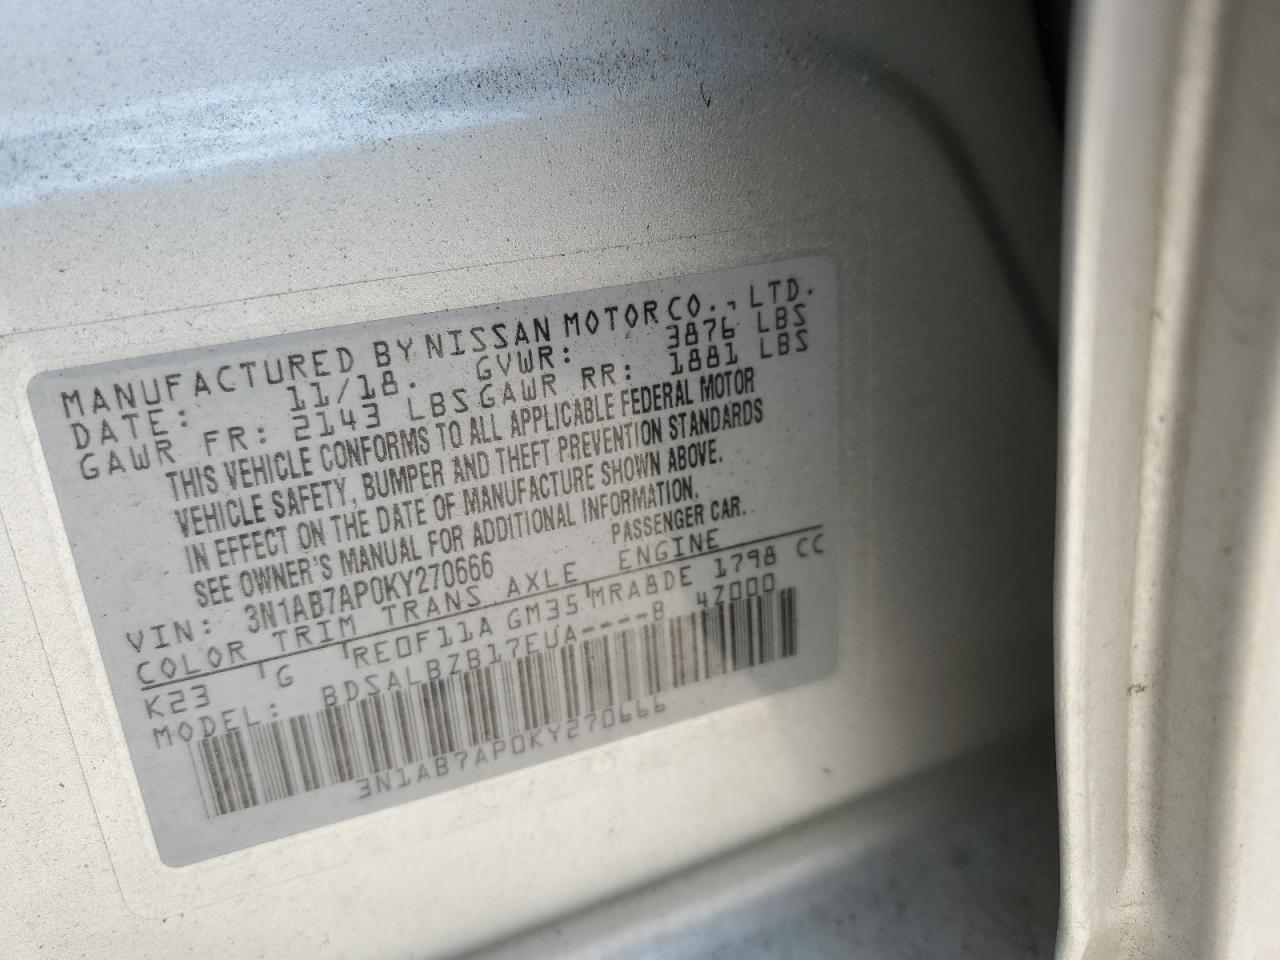 MANUFACTURED BY NISSAN MOTOR CO., LTD.
DATE: 11/18. GVWR: 3876 LBS
GAWR FR: 2143 LBS GAWR RR: 1881 LBS
THIS VEHICLE CONFORMS TO ALL APPLICABLE FEDERAL MOTOR
VEHICLE SAFETY, BUMPER AND THEFT PREVENTION STANDARDS
IN EFFECT ON THE DATE OF MANUFACTURE SHOWN ABOVE.
SEE OWNER'S MANUAL FOR ADDITIONAL INFORMATION.
VIN: 3N1AB7AP0KY270666 PASSENGER CAR.
COLOR TRIM TRANS AXLE ENGINE
K23 G RE0F11A GM35 MRA8DE 1798 CC
MODEL: BDSALBZB17EUA----B 47000
3N1AB7AP0KY270666